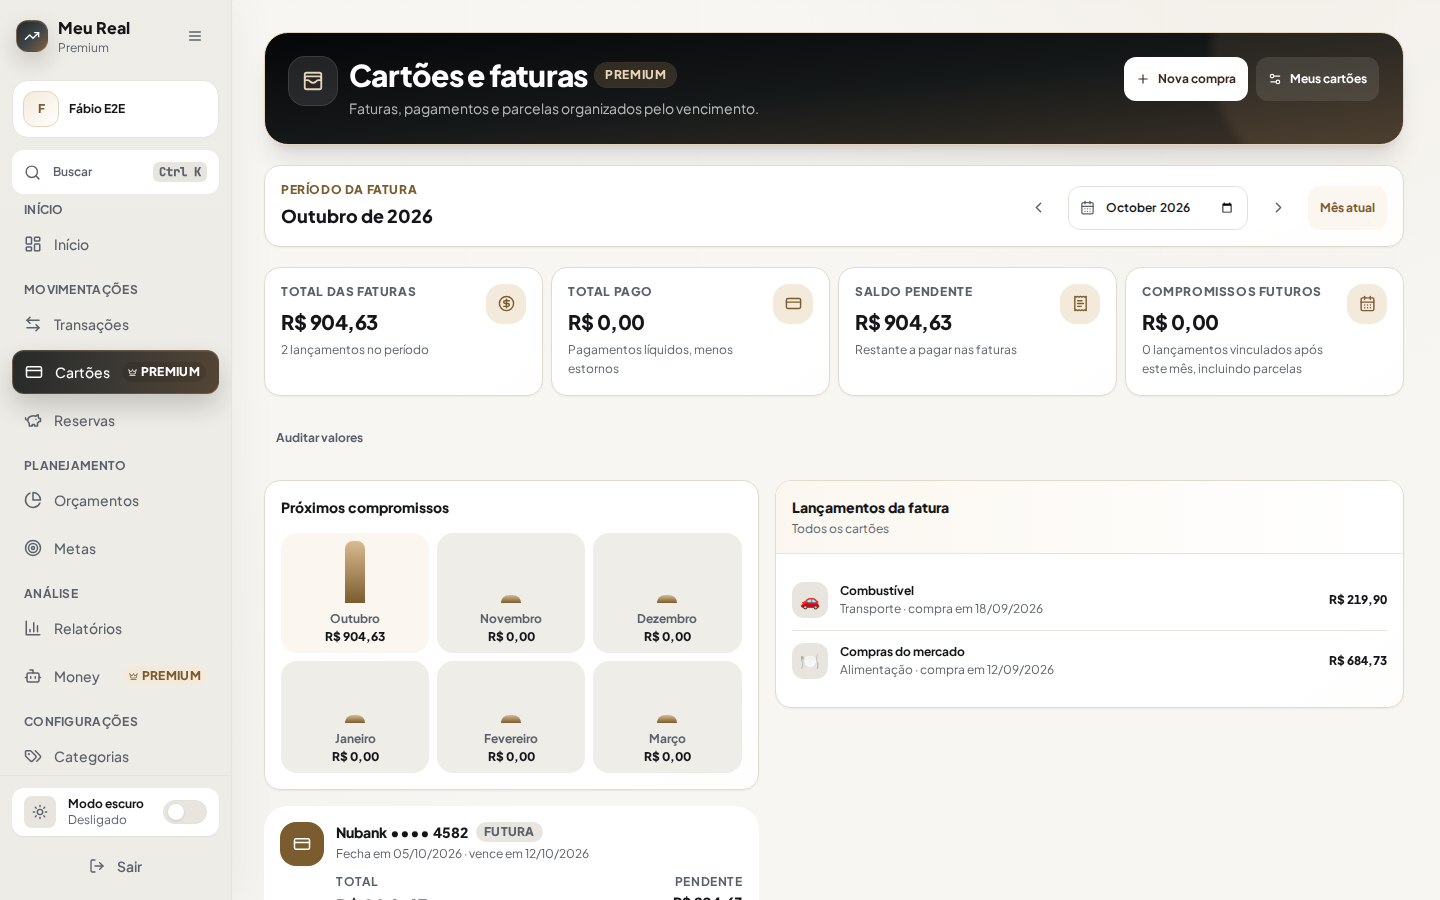 Meu Real
Premium
F
Fábio E2E
Buscar
Ctrl K
INÍCIO
Início
MOVIMENTAÇÕES
Transações
Cartões
PREMIUM
Reservas
PLANEJAMENTO
Orçamentos
Metas
ANÁLISE
Relatórios
Money
PREMIUM
CONFIGURAÇÕES
Categorias
Modo escuro
Desligado
Sair
Cartões e faturas PREMIUM
Faturas, pagamentos e parcelas organizados pelo vencimento.
Nova compra
Meus cartões
PERÍODO DA FATURA
Outubro de 2026
October 2026
Mês atual
TOTAL DAS FATURAS
R$ 904,63
2 lançamentos no período
TOTAL PAGO
R$ 0,00
Pagamentos líquidos, menos
estornos
SALDO PENDENTE
R$ 904,63
Restante a pagar nas faturas
COMPROMISSOS FUTUROS
R$ 0,00
0 lançamentos vinculados após
este mês, incluindo parcelas
Auditar valores
Próximos compromissos
Outubro
R$ 904,63
Novembro
R$ 0,00
Dezembro
R$ 0,00
Janeiro
R$ 0,00
Fevereiro
R$ 0,00
Março
R$ 0,00
Nubank •••• 4582 FUTURA
Fecha em 05/10/2026 · vence em 12/10/2026
TOTAL
PENDENTE
Lançamentos da fatura
Todos os cartões
Combustível
Transporte · compra em 18/09/2026
R$ 219,90
Compras do mercado
Alimentação · compra em 12/09/2026
R$ 684,73